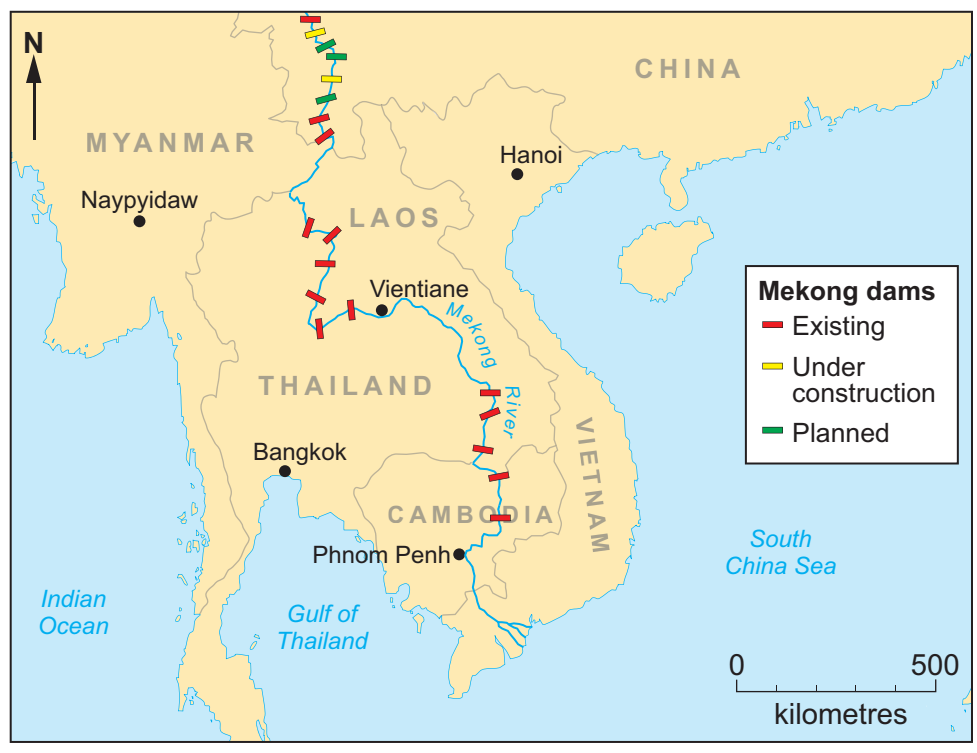 N
CHINA
MYANMAR
Hanoi
Naypyidaw
LAOS
Vientiane
Mekong
River
Mekong dams
Existing
Under
construction
Planned
THAILAND
VIETNAM
Bangkok
CAMBODIA
Phnom Penh
South
China Sea
Indian
Ocean
Gulf of
Thailand
0 500
kilometres